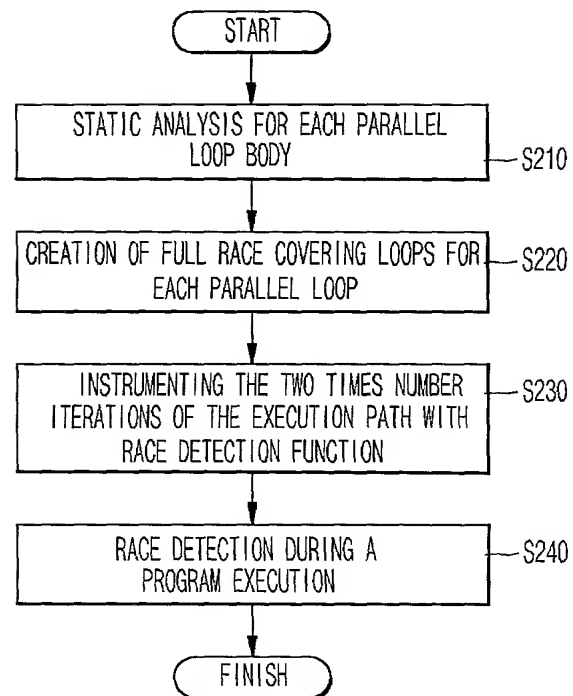 START
STATIC ANALYSIS FOR EACH PARALLEL
LOOP BODY
S210
CREATION OF FULL RACE COVERING LOOPS FOR
EACH PARALLEL LOOP
S220
INSTRUMENTING THE TWO TIMES NUMBER
ITERATIONS OF THE EXECUTION PATH WITH
RACE DETECTION FUNCTION
S230
RACE DETECTION DURING A
PROGRAM EXECUTION
S240
FINISH